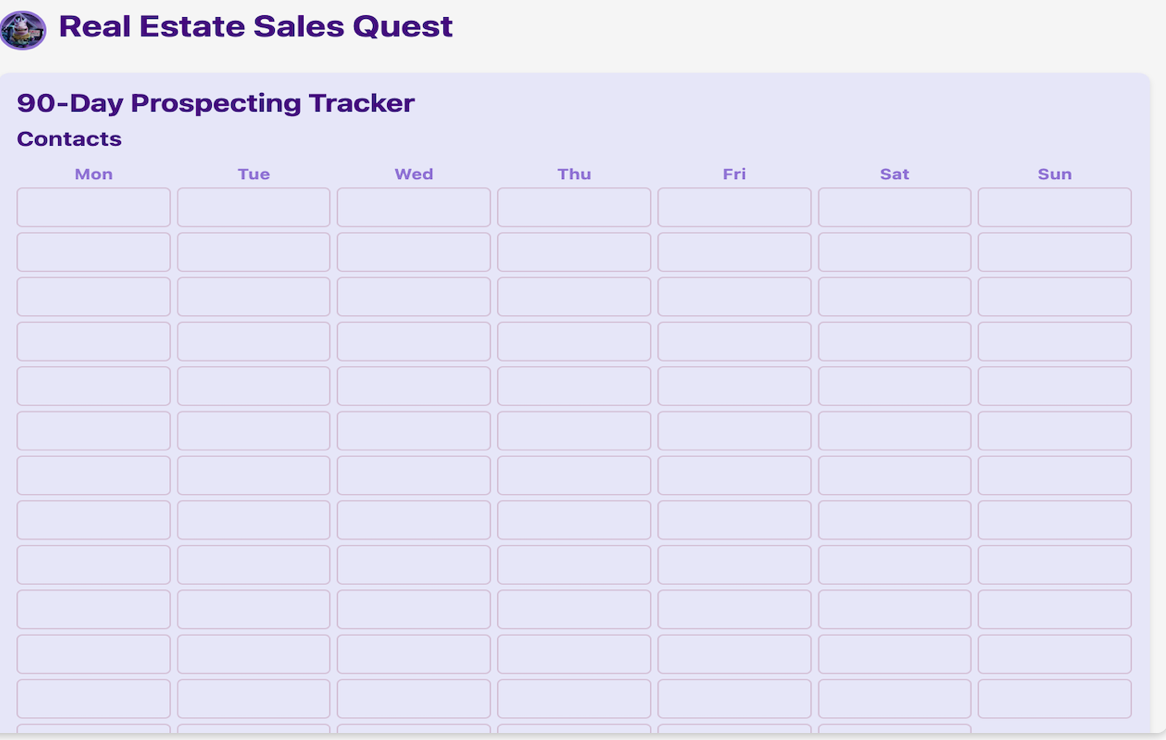 Real Estate Sales Quest
90-Day Prospecting Tracker
Contacts
Mon Tue Wed Thu Fri Sat Sun